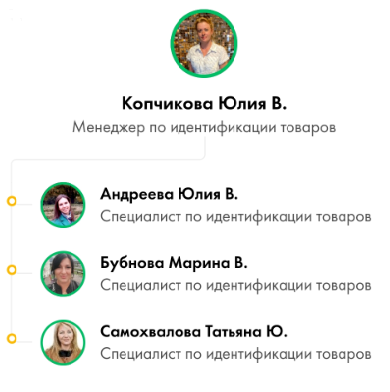 Копчикова Юлия В.
Менеджер по идентификации товаров
Андреева Юлия В.
Специалист по идентификации товаров
Бубнова Марина В.
Специалист по идентификации товаров
Самохвалова Татьяна Ю.
Специалист по идентификации товаров